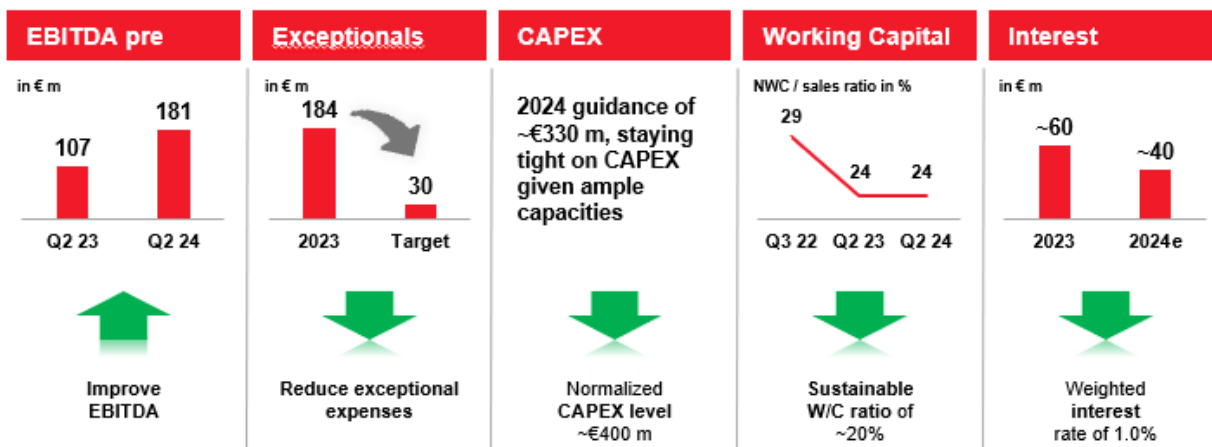 EBITDA pre
in € m
107
181
Q2 23
Q2 24
Improve
EBITDA
Exceptionals
in € m
184
30
2023
Target
Reduce exceptional
expenses
CAPEX
2024 guidance of
~€330 m, staying
tight on CAPEX
given ample
capacities
Normalized
CAPEX level
~€400 m
Working Capital
NWC / sales ratio in %
29
24
24
Q3 22
Q2 23
Q2 24
Sustainable
W/C ratio of
~20%
Interest
in € m
~60
~40
2023
2024e
Weighted
interest
rate of 1.0%